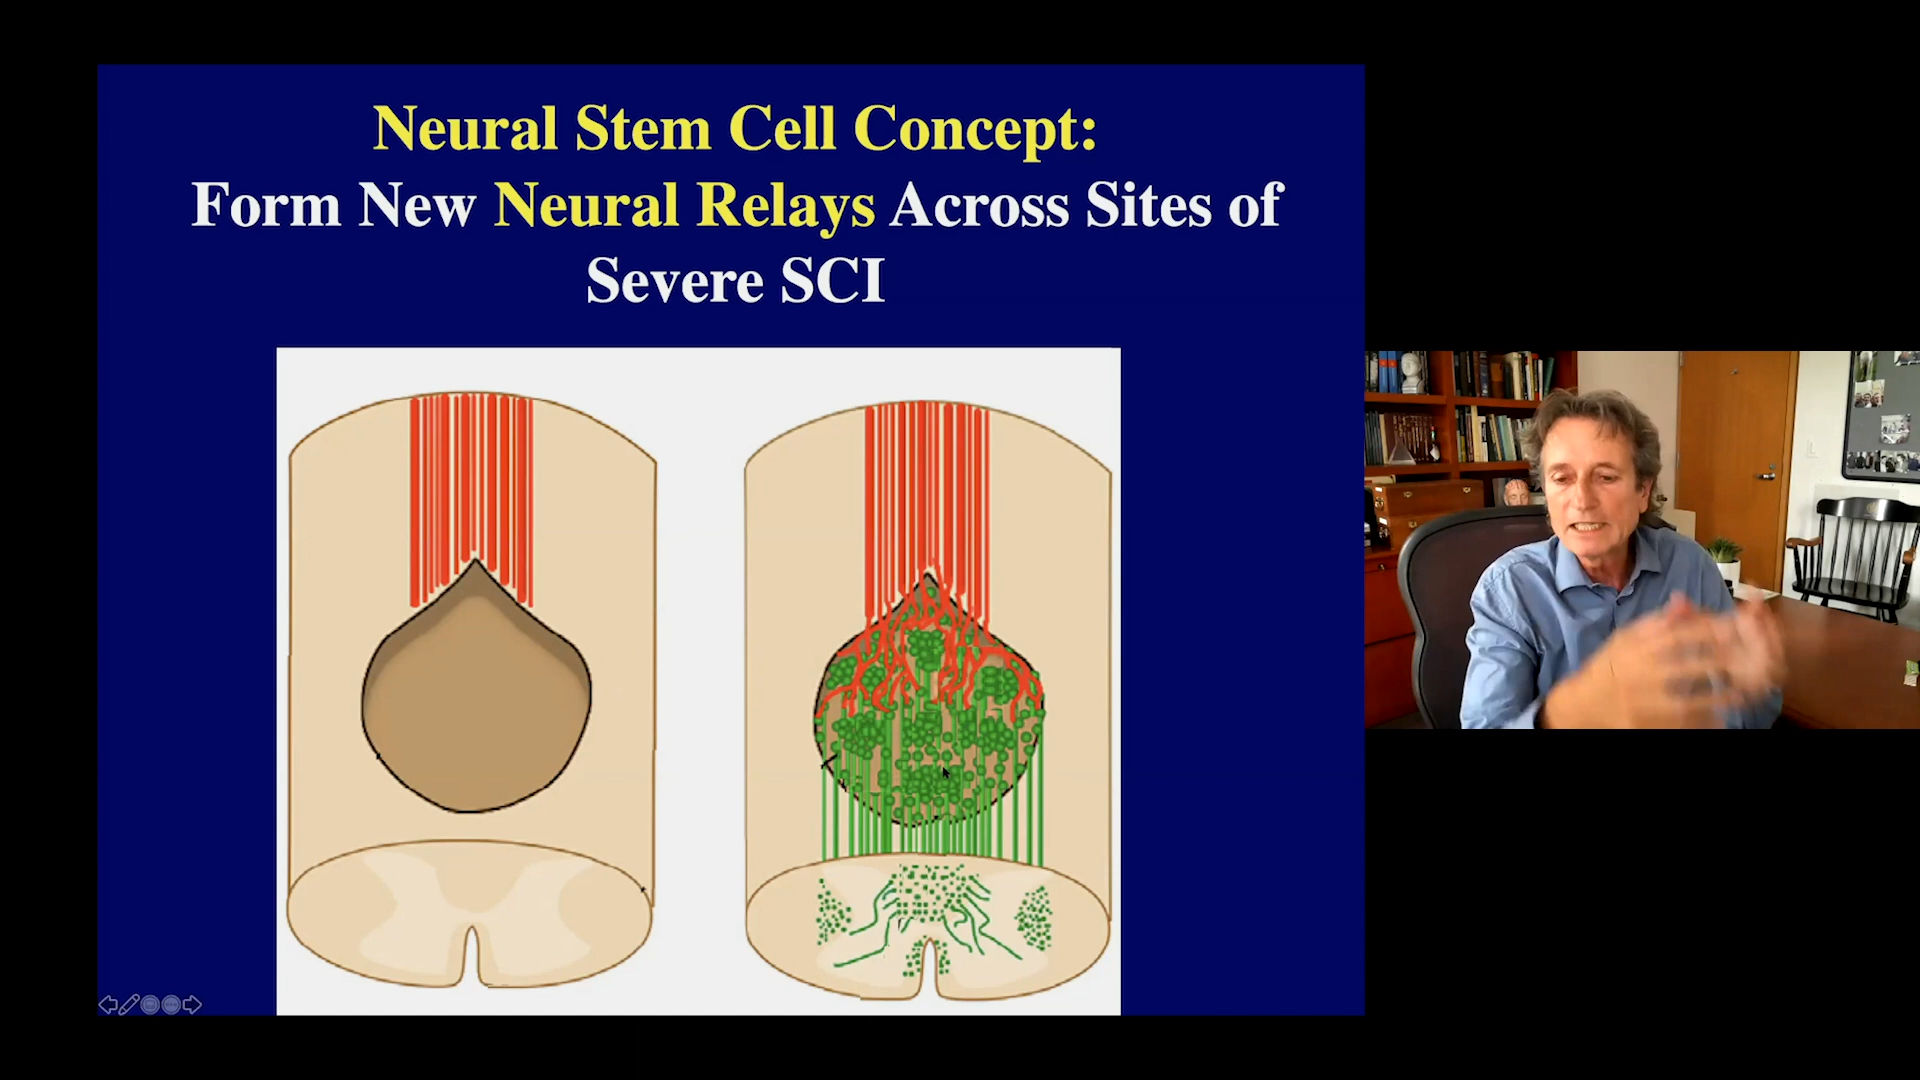 Neural Stem Cell Concept:
Form New Neural Relays Across Sites of
Severe SCI